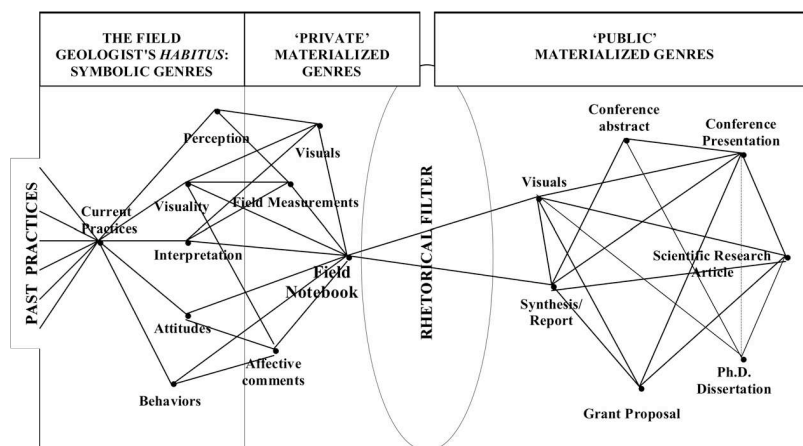 THE FIELD
GEOLOGIST'S HABITUS:
SYMBOLIC GENRES
'PRIVATE'
MATERIALIZED
GENRES
'PUBLIC'
MATERIALIZED GENRES
PAST PRACTICES
Current
Practices
Perception
Visuality
Interpretation
Attitudes
Behaviors
Visuals
Field Measurements
Field
Notebook
Affective
comments
RHETORICAL FILTER
Conference
abstract
Conference
Presentation
Visuals
Scientific Research
Article
Synthesis/
Report
Ph.D.
Dissertation
Grant Proposal